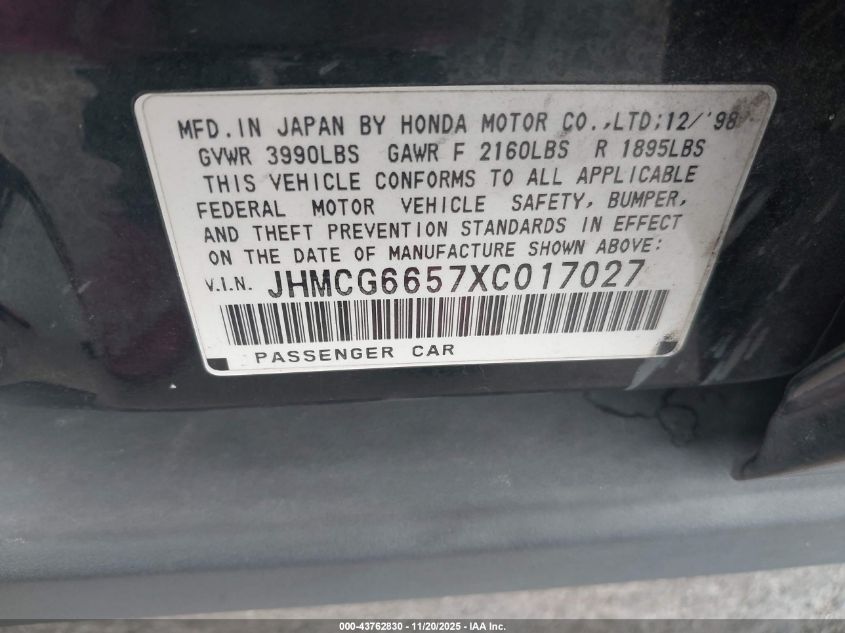 MFD. IN JAPAN BY HONDA MOTOR CO.,LTD; 12/'98
GVWR 3990LBS GAWR F 2160LBS R 1895LBS
THIS VEHICLE CONFORMS TO ALL APPLICABLE
FEDERAL MOTOR VEHICLE SAFETY, BUMPER,
AND THEFT PREVENTION STANDARDS IN EFFECT
ON THE DATE OF MANUFACTURE SHOWN ABOVE:
V.I.N. JHMCG6657XC017027
PASSENGER CAR
000-43762830 - 11/20/2025 - IAA Inc.